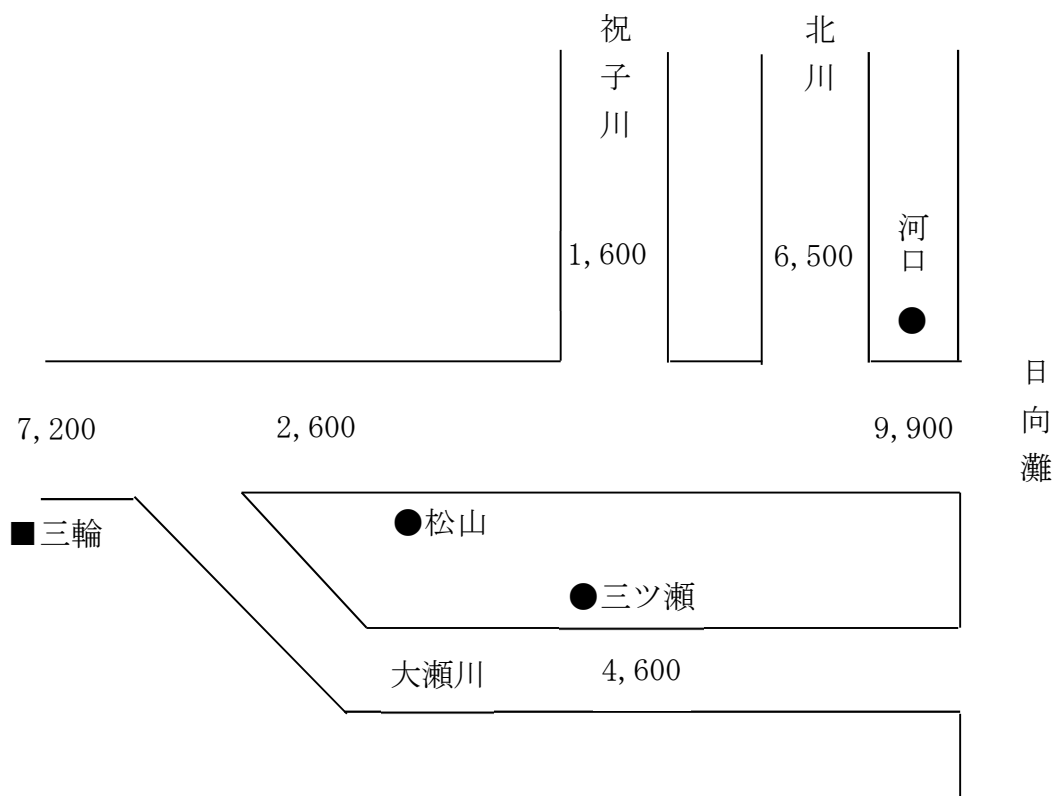 祝子川
北川
河口
1,600
6,500
7,200
2,600
9,900
日向灘
■三輪
●松山
●三ツ瀬
大瀬川
4,600